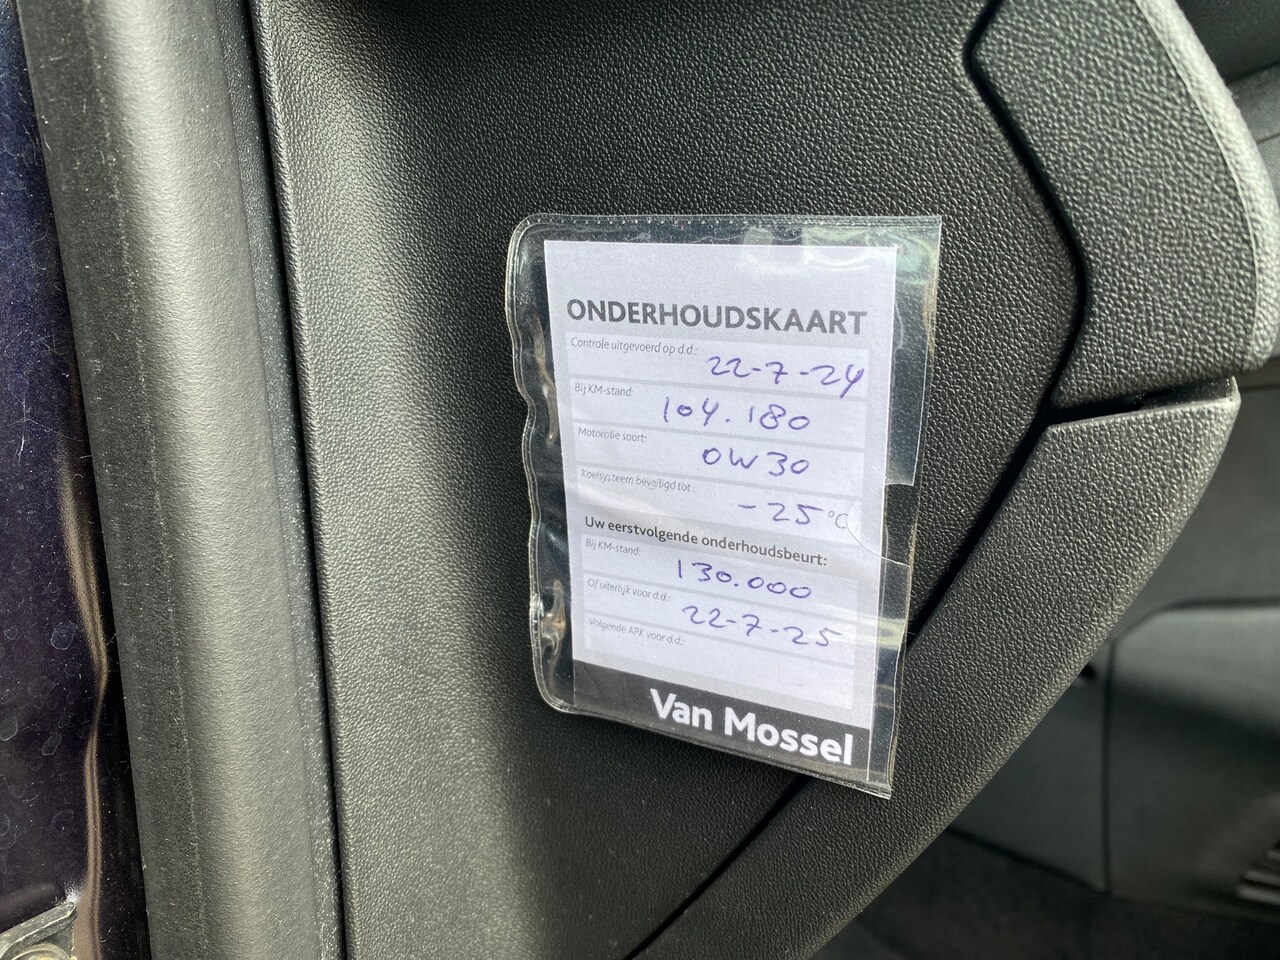 ONDERHOUDSKAART
Controle uitgevoerd op d.d.: 22-7-24
Bij KM-stand: 104.180
Motorolie soort: 0W30
Koelsysteem beveiligd tot: -25 °C
Uw eerstvolgende onderhoudsbeurt:
Bij KM-stand: 130.000
Of uiterlijk voor d.d.: 22-7-25
Volgende APK voor d.d.:
Van Mossel